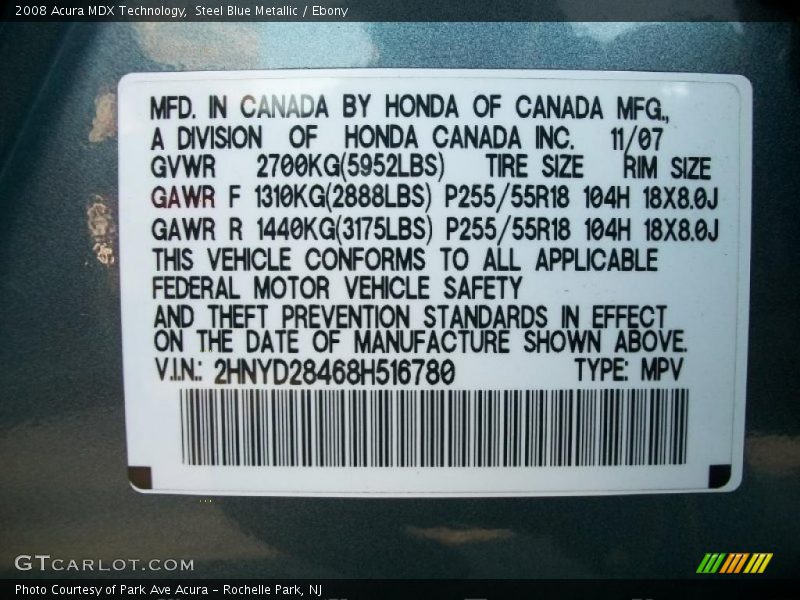 2008 Acura MDX Technology,  Steel Blue Metallic / Ebony
MFD. IN CANADA BY HONDA OF CANADA MFG.,
A DIVISION OF HONDA CANADA INC. 11/07
GVWR 2700KG(5952LBS) TIRE SIZE RIM SIZE
GAWR F 1310KG(2888LBS) P255/55R18 104H 18X8.0J
GAWR R 1440KG(3175LBS) P255/55R18 104H 18X8.0J
THIS VEHICLE CONFORMS TO ALL APPLICABLE
FEDERAL MOTOR VEHICLE SAFETY
AND THEFT PREVENTION STANDARDS IN EFFECT
ON THE DATE OF MANUFACTURE SHOWN ABOVE.
V.I.N.: 2HNYD28468H516780 TYPE: MPV
GTCARLOT.COM
Photo Courtesy of Park Ave Acura - Rochelle Park, NJ